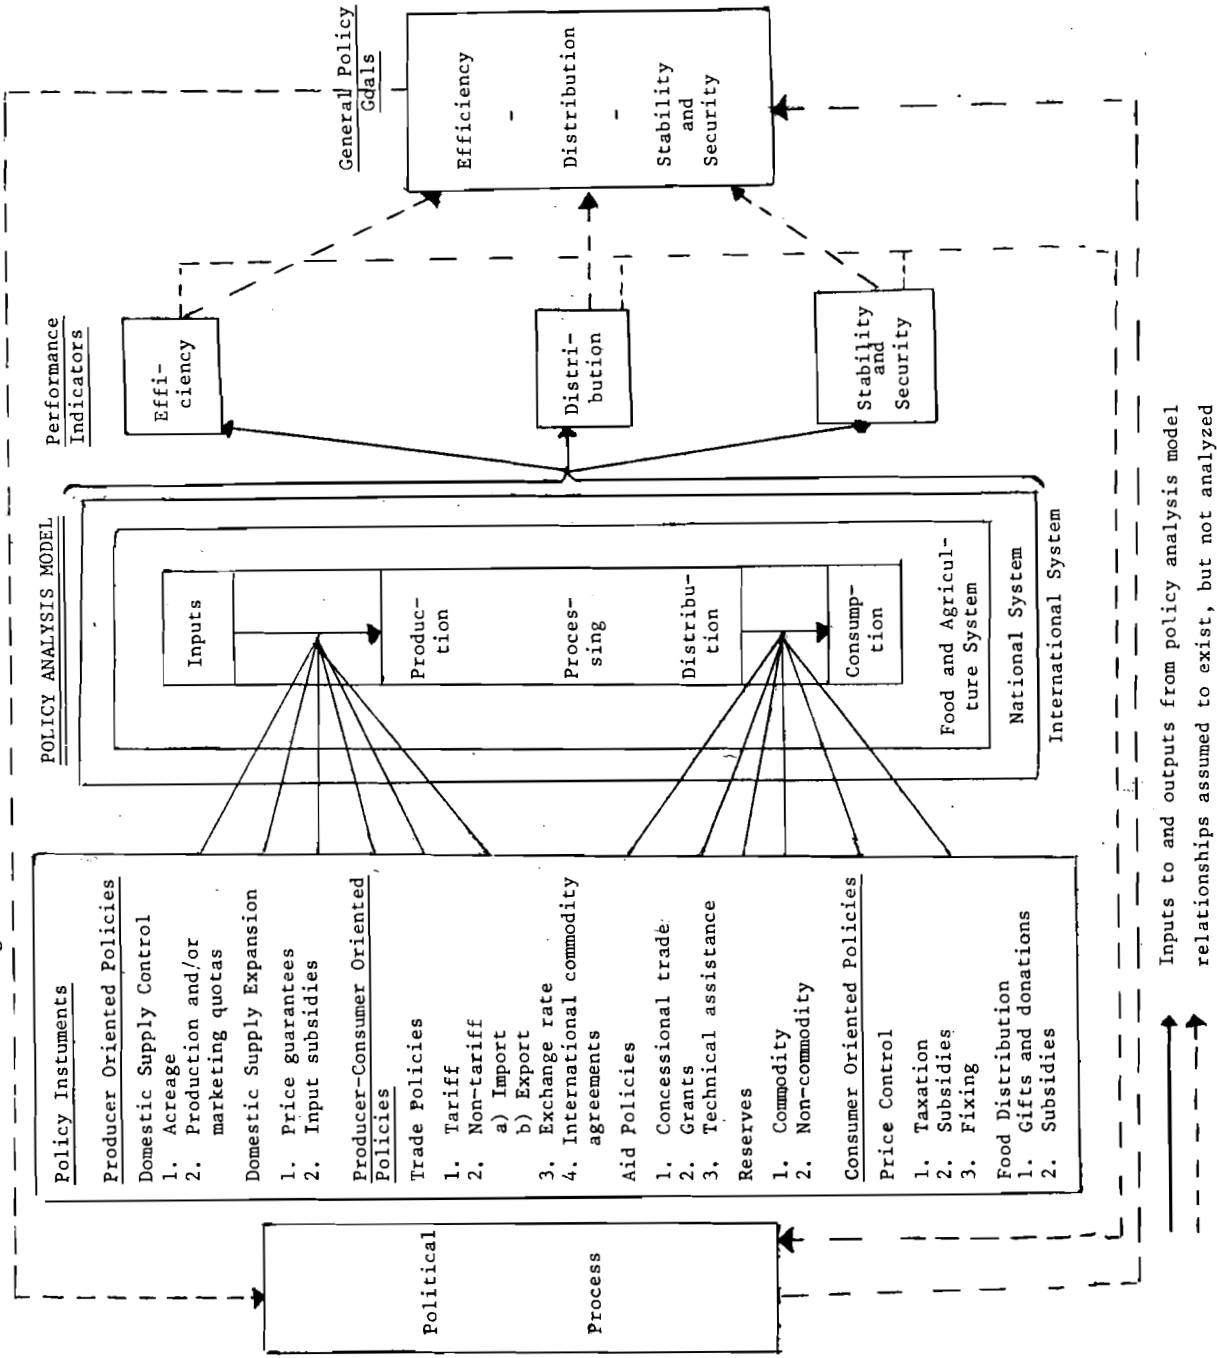 Political
Process
Policy Instuments
Producer Oriented Policies
Domestic Supply Control
1. Acreage
2. Production and/or
marketing quotas
Domestic Supply Expansion
1. Price guarantees
2. Input subsidies
Producer-Consumer Oriented
Policies
Trade Policies
1. Tariff
2. Non-tariff
a) Import
b) Export
3. Exchange rate
4. International commodity
agreements
Aid Policies
1. Concessional trade
2. Grants
3. Technical assistance
Reserves
1. Commodity
2. Non-commodity
Consumer Oriented Policies
Price Control
1. Taxation
2. Subsidies
3. Fixing
Food Distribution
1. Gifts and donations
2. Subsidies
POLICY ANALYSIS MODEL
Inputs
Produc-
tion
Proces-
sing
Distribu-
tion
Consump-
tion
Food and Agricul-
ture System
National System
International System
Performance
Indicators
Effi-
ciency
Distri-
bution
Stability
and
Security
General Policy
Goals
Efficiency
-
Distribution
-
Stability
and
Security
Inputs to and outputs from policy analysis model
relationships assumed to exist, but not analyzed